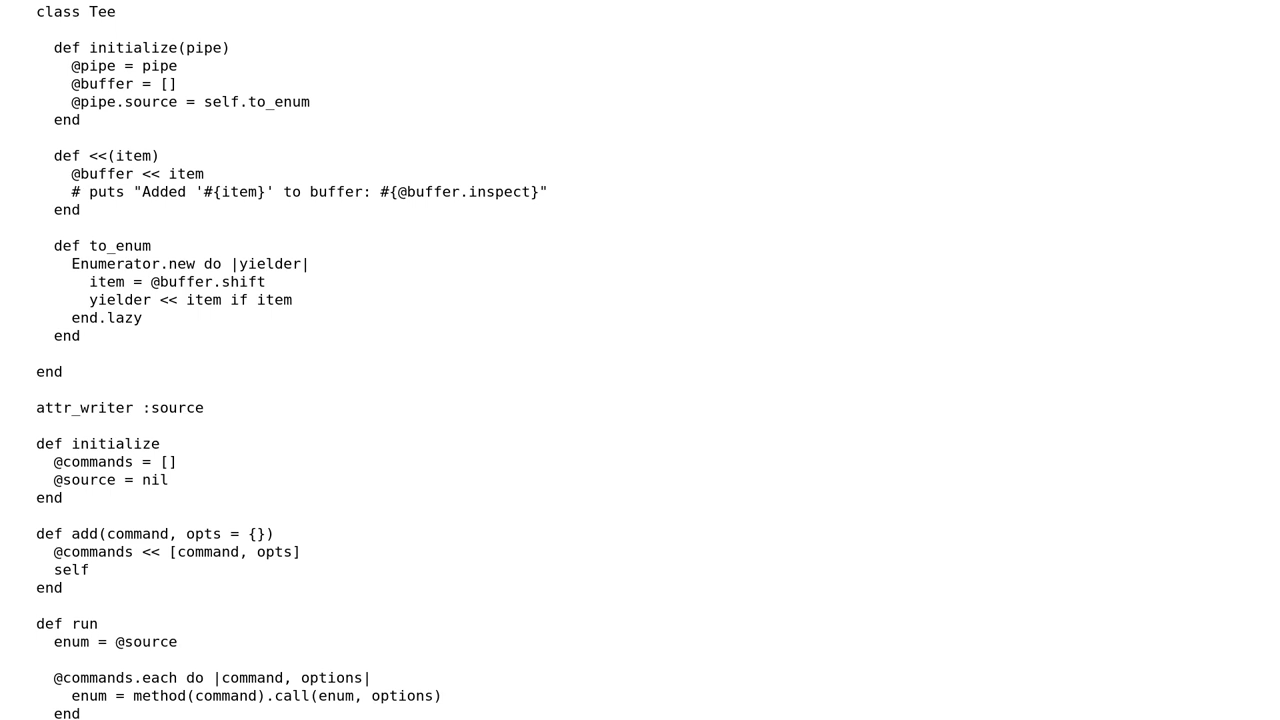 class Tee
def initialize(pipe)
@pipe = pipe
@buffer = []
@pipe.source = self.to_enum
end
def <<(item)
@buffer << item
# puts "Added '#{item}' to buffer: #{@buffer.inspect}"
end
def to_enum
Enumerator.new do |yielder|
item = @buffer.shift
yielder << item if item
end.lazy
end
end
attr_writer :source
def initialize
@commands = []
@source = nil
end
def add(command, opts = {})
@commands << [command, opts]
self
end
def run
enum = @source
@commands.each do |command, options|
enum = method(command).call(enum, options)
end